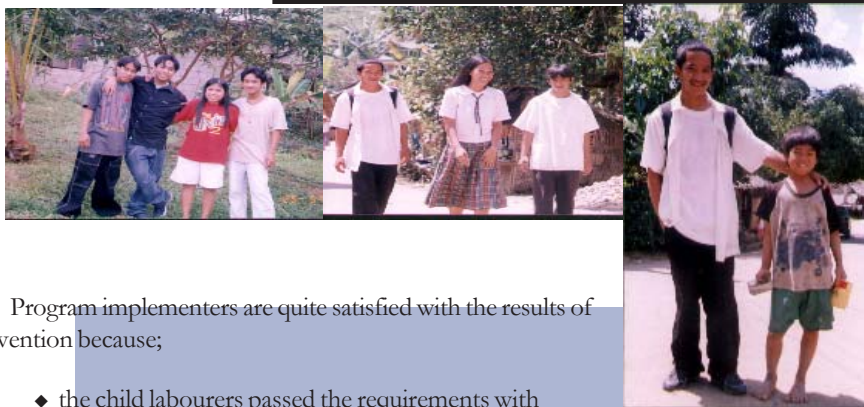 Program implementers are quite satisfied with the results of
vention because;
◆ the child labourers passed the requirements with